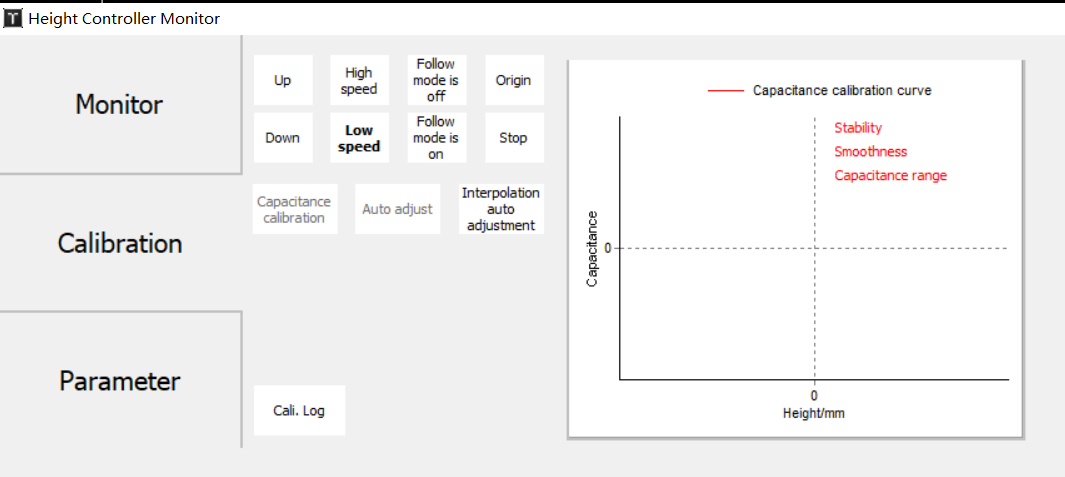 Height Controller Monitor
Monitor
Calibration
Parameter
Up
High
speed
Follow
mode is
off
Origin
Down
Low
speed
Follow
mode is
on
Stop
Capacitance
calibration
Auto adjust
Interpolation
auto
adjustment
Cali. Log
Capacitance calibration curve
Stability
Smoothness
Capacitance range
Capacitance
0
0
Height/mm